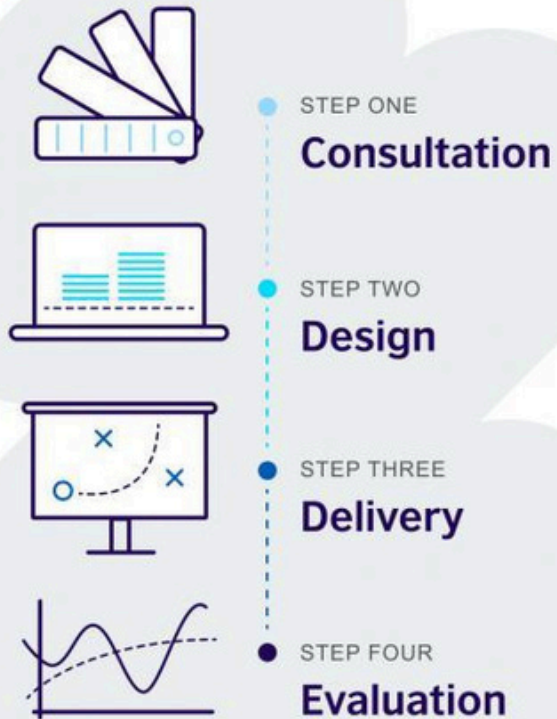 STEP ONE
Consultation
STEP TWO
Design
STEP THREE
Delivery
STEP FOUR
Evaluation